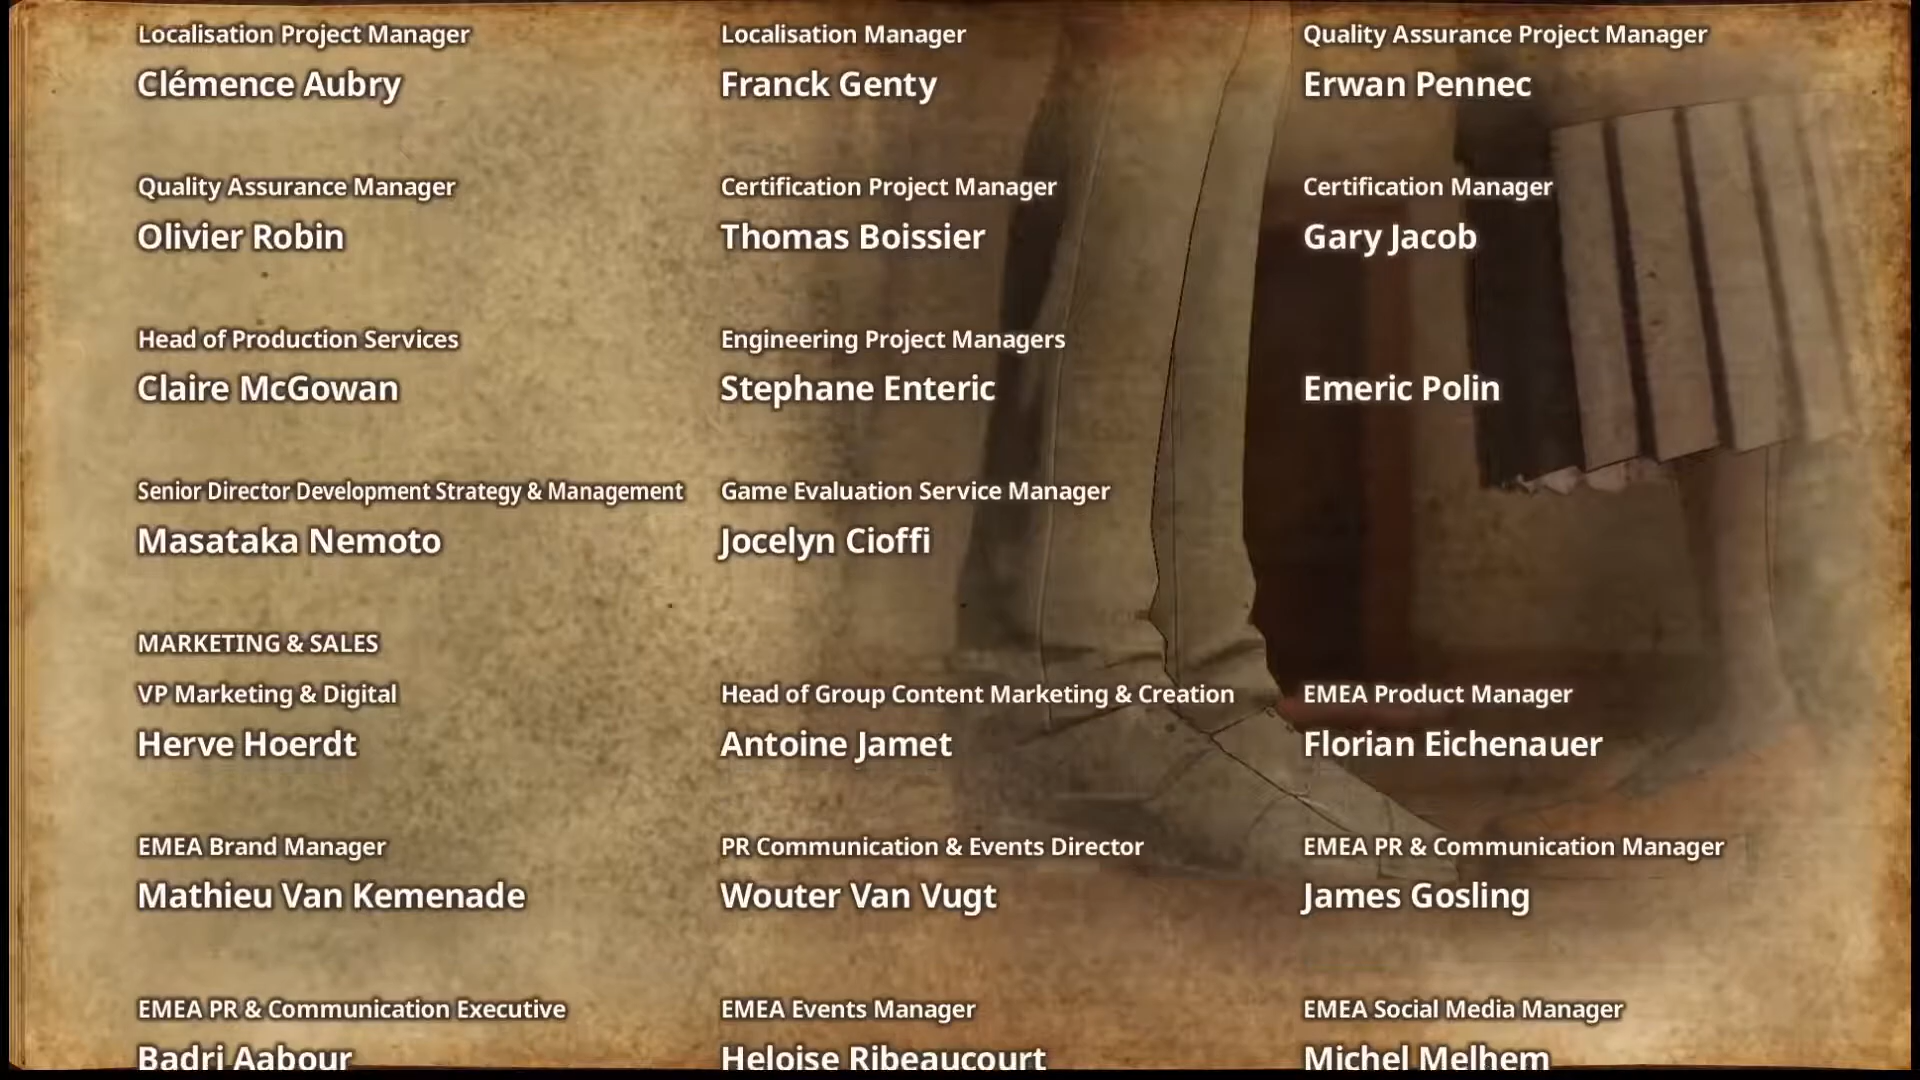 Localisation Project Manager
Localisation Manager
Quality Assurance Project Manager
Clémence Aubry
Franck Genty
Erwan Pennec
Quality Assurance Manager
Certification Project Manager
Certification Manager
Olivier Robin
Thomas Boissier
Gary Jacob
Head of Production Services
Engineering Project Managers
Claire McGowan
Stephane Enteric
Emeric Polin
Senior Director Development Strategy & Management
Game Evaluation Service Manager
Masataka Nemoto
Jocelyn Cioffi
MARKETING & SALES
VP Marketing & Digital
Head of Group Content Marketing & Creation
EMEA Product Manager
Herve Hoerdt
Antoine Jamet
Florian Eichenauer
EMEA Brand Manager
PR Communication & Events Director
EMEA PR & Communication Manager
Mathieu Van Kemenade
Wouter Van Vugt
James Gosling
EMEA PR & Communication Executive
EMEA Events Manager
EMEA Social Media Manager
Badri Aabour
Heloise Ribeaucourt
Michel Melhem